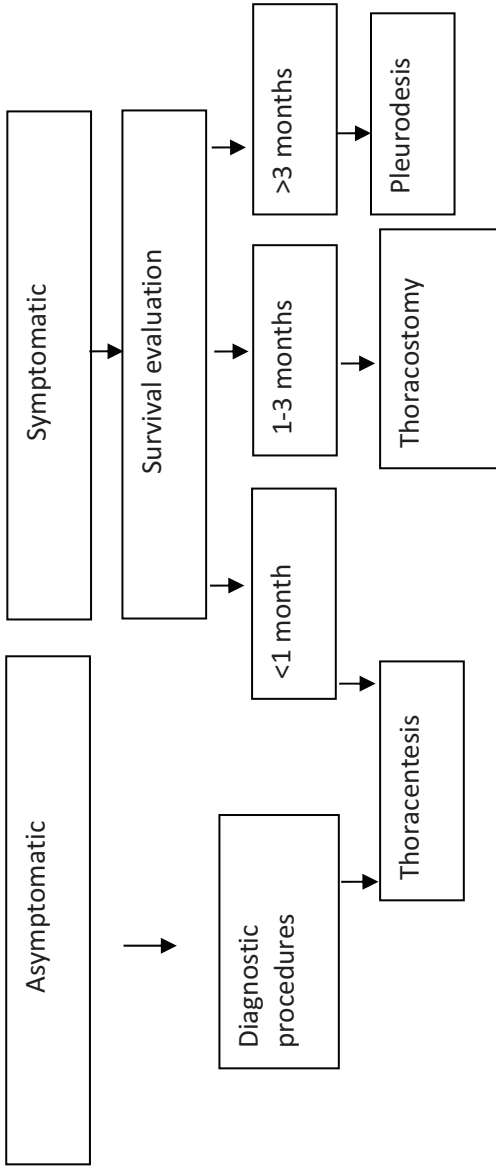 Asymptomatic
Symptomatic
Survival evaluation
Diagnostic
procedures
<1 month
1-3 months
>3 months
Thoracentesis
Thoracostomy
Pleurodesis